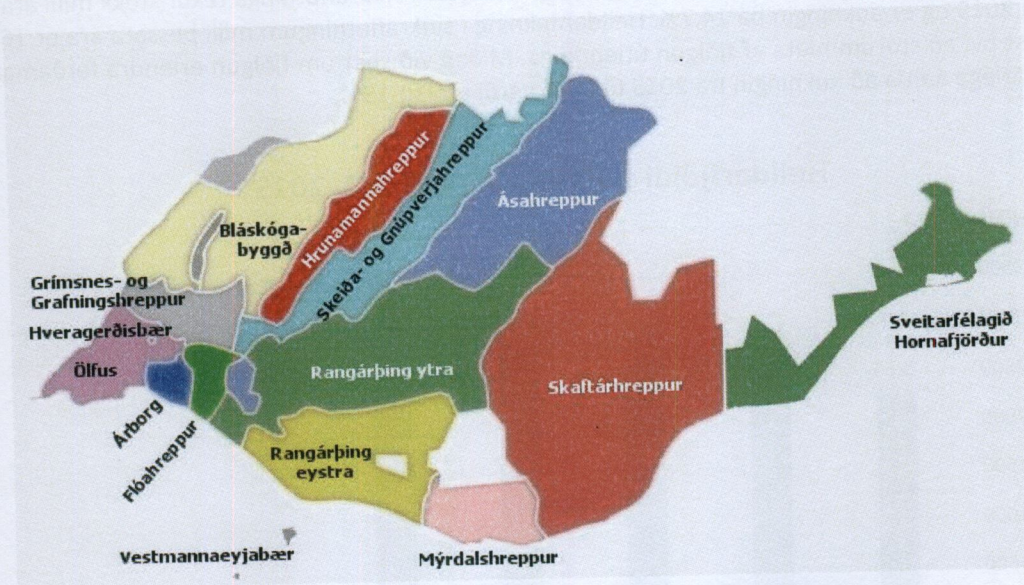 Hrunamannahreppur
Skeiða- og Gnúpverjahreppur
Ásahreppur
Bláskóga-
byggð
Grímsnes- og
Grafningshreppur
Hveragerðisbær
Ölfus
Árborg
Flóahreppur
Rangárþing ytra
Rangárþing
eystra
Skaftárhreppur
Sveitarfélagið
Hornafjörður
Vestmannaeyjabær
Mýrdalshreppur